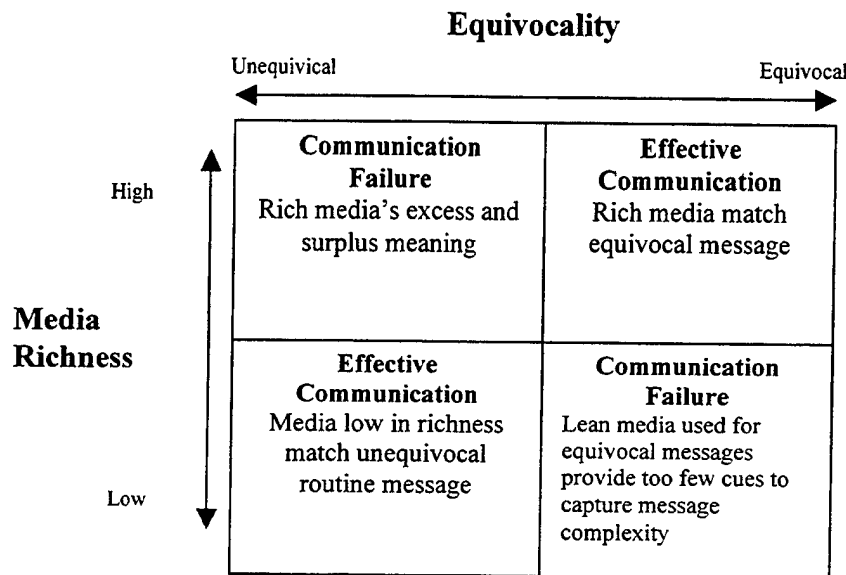 Equivocality
Unequivical
Equivocal
High
Media
Richness
Low
Communication
Failure
Rich media's excess and
surplus meaning
Effective
Communication
Rich media match
equivocal message
Effective
Communication
Media low in richness
match unequivocal
routine message
Communication
Failure
Lean media used for
equivocal messages
provide too few cues to
capture message
complexity